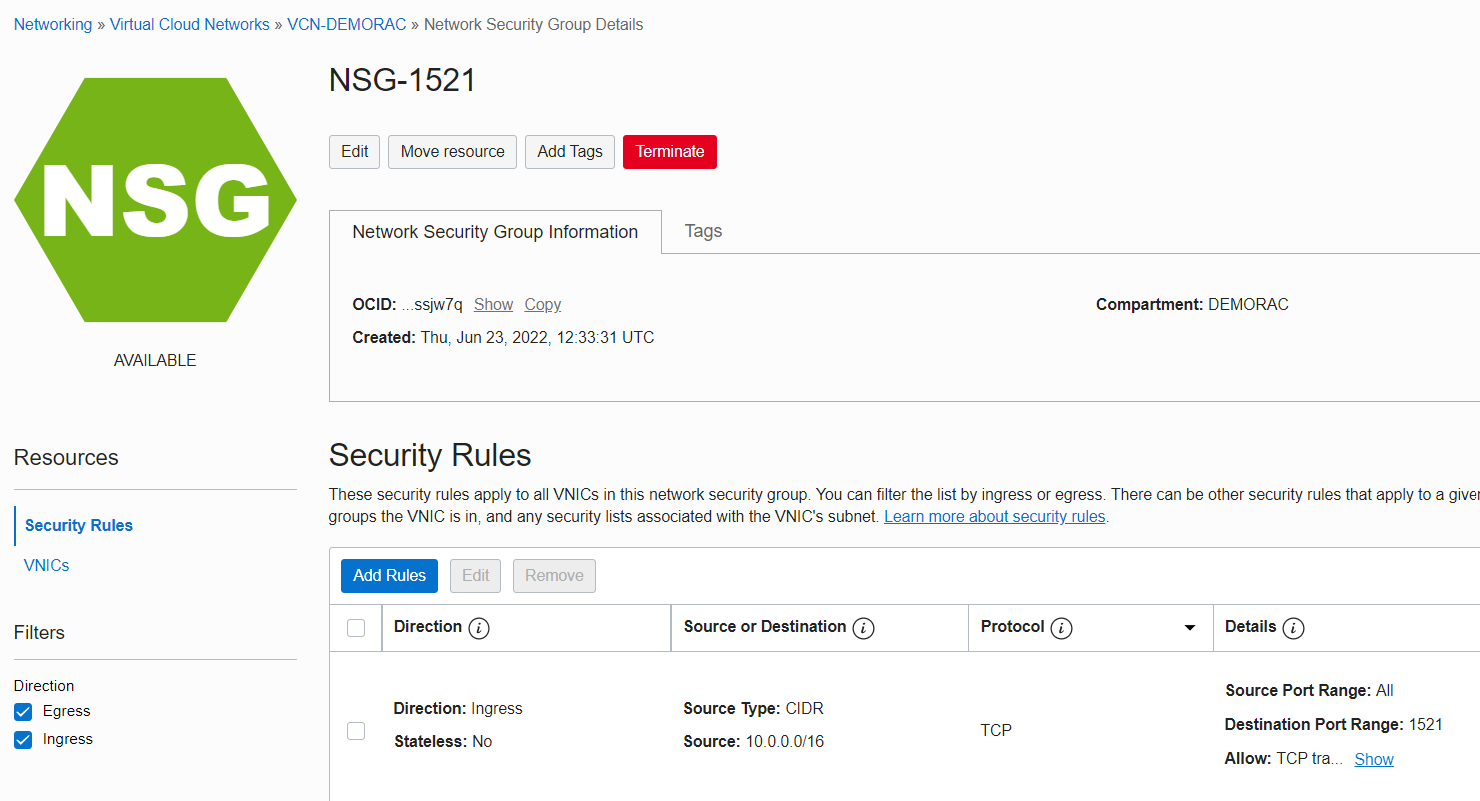 Networking » Virtual Cloud Networks » VCN-DEMORAC » Network Security Group Details
NSG
AVAILABLE
NSG-1521
Edit Move resource Add Tags Terminate
Network Security Group Information Tags
OCID: ...ssjw7q Show Copy
Compartment: DEMORAC
Created: Thu, Jun 23, 2022, 12:33:31 UTC
Resources
Security Rules
VNICs
Filters
Direction
Egress
Ingress
Security Rules
These security rules apply to all VNICs in this network security group. You can filter the list by ingress or egress. There can be other security rules that apply to a give
groups the VNIC is in, and any security lists associated with the VNIC's subnet. Learn more about security rules.
Add Rules Edit Remove
Direction i Source or Destination i Protocol i Details i
Direction: Ingress
Stateless: No
Source Type: CIDR
Source: 10.0.0.0/16
TCP
Source Port Range: All
Destination Port Range: 1521
Allow: TCP tra... Show